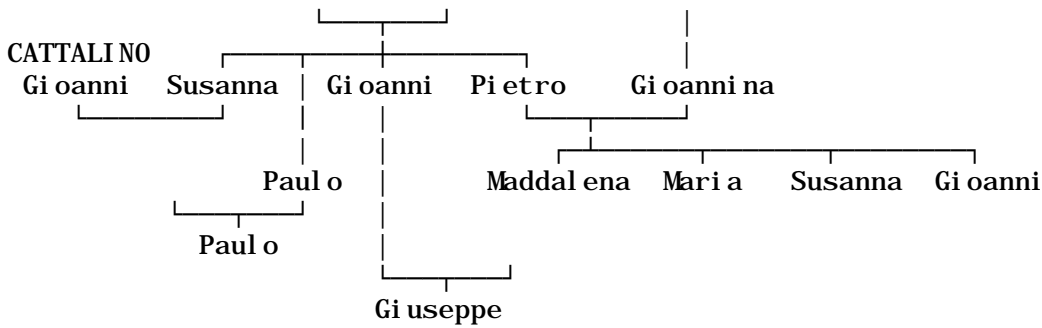 CATTALINO
Gioanni Susanna Gioanni Pietro Gioannina
Paulo Maddalena Maria Susanna Gioanni
Paulo
Giuseppe